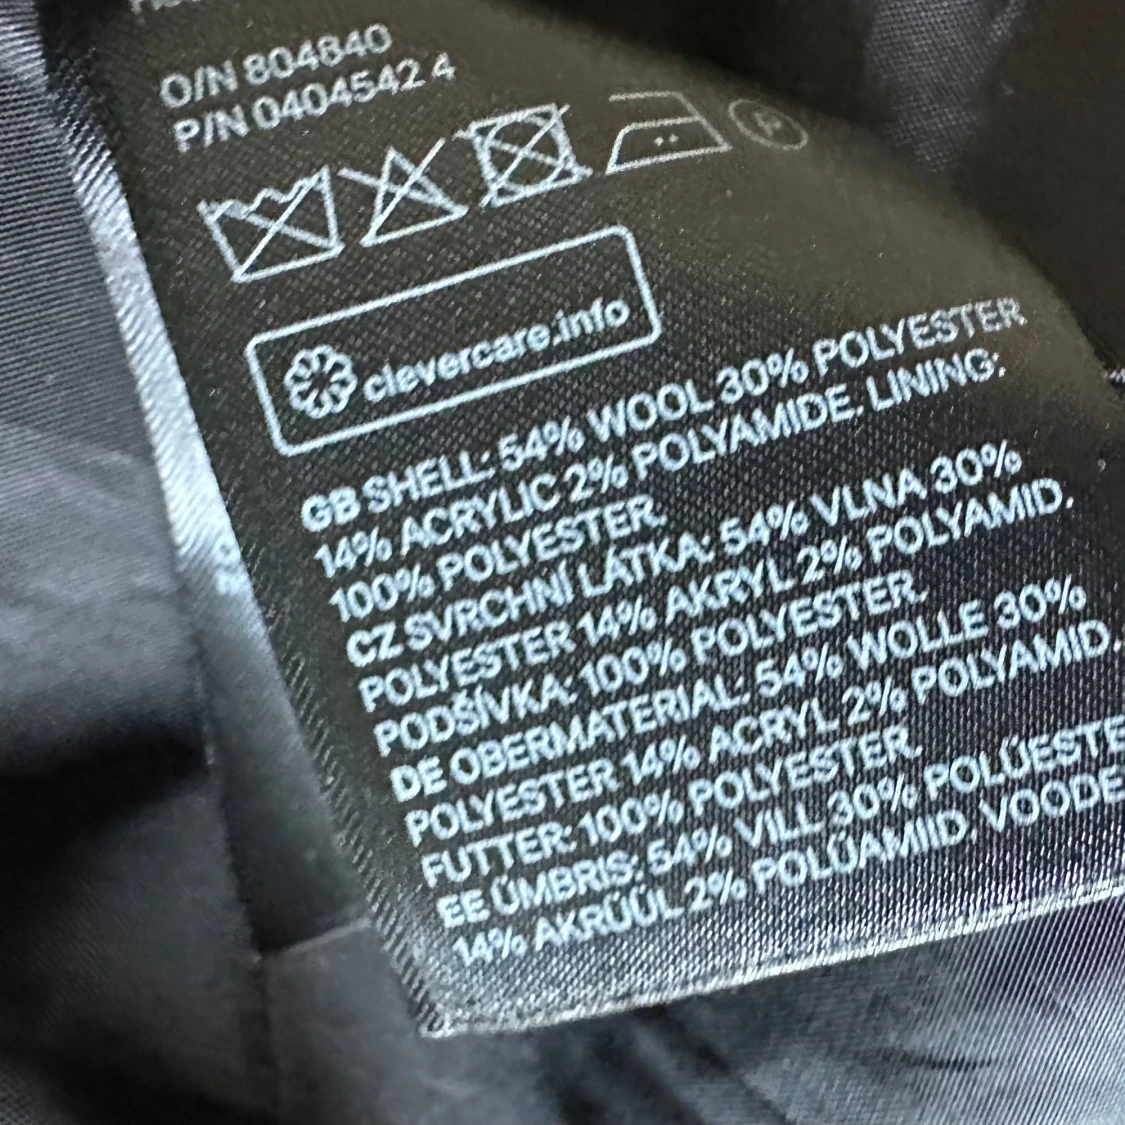 O/N 804840
P/N 0404542 4
P
clevercare.info
GB SHELL: 54% WOOL 30% POLYESTER
14% ACRYLIC 2% POLYAMIDE. LINING:
100% POLYESTER.
CZ SVRCHNÍ LÁTKA: 54% VLNA 30%
POLYESTER 14% AKRYL 2% POLYAMID.
PODŠÍVKA: 100% POLYESTER.
DE OBERMATERIAL: 54% WOLLE 30%
POLYESTER 14% ACRYL 2% POLYAMID.
FUTTER: 100% POLYESTER.
EE ÜMBRIS: 54% VILL 30% POLÜESTE
14% AKRÜÜL 2% POLÜAMIID. VOODE